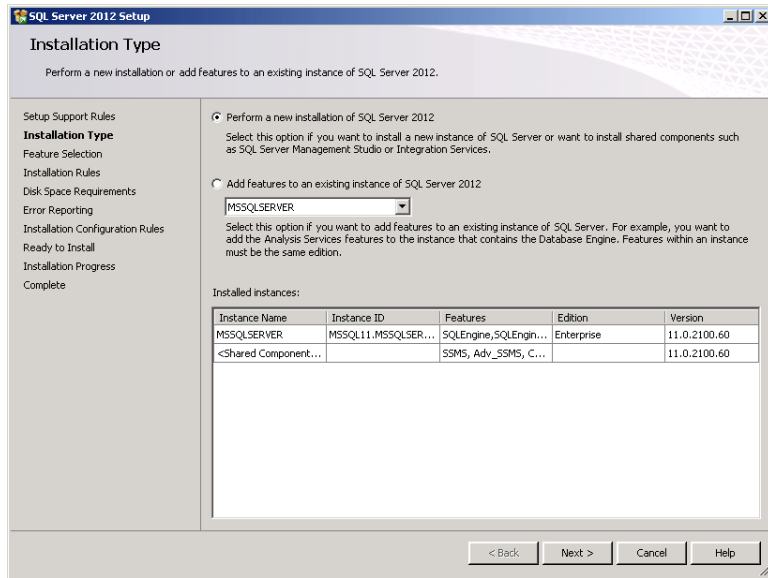 SQL Server 2012 Setup
Installation Type
Perform a new installation or add features to an existing instance of SQL Server 2012.
Setup Support Rules
Installation Type
Feature Selection
Installation Rules
Disk Space Requirements
Error Reporting
Installation Configuration Rules
Ready to Install
Installation Progress
Complete
Perform a new installation of SQL Server 2012
Select this option if you want to install a new instance of SQL Server or want to install shared components such
as SQL Server Management Studio or Integration Services.
Add features to an existing instance of SQL Server 2012
MSSQLSERVER
Select this option if you want to add features to an existing instance of SQL Server. For example, you want to
add the Analysis Services features to the instance that contains the Database Engine. Features within an instance
must be the same edition.
Installed instances:
Instance Name Instance ID Features Edition Version
MSSQLSERVER MSSQL11.MSSQLSER... SQLEngine,SQLEngin... Enterprise 11.0.2100.60
<Shared Component... SSMS, Adv_SSMS, C... 11.0.2100.60
< Back Next > Cancel Help